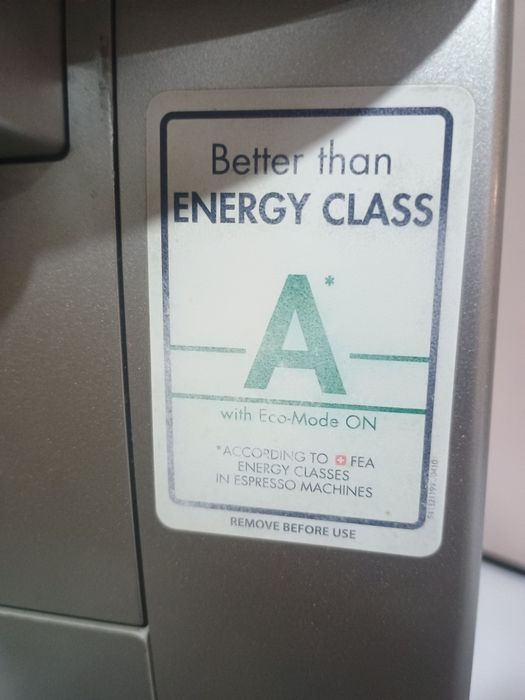 Better than
ENERGY CLASS
A*
with Eco-Mode ON
*ACCORDING TO FEA
ENERGY CLASSES
IN ESPRESSO MACHINES
REMOVE BEFORE USE